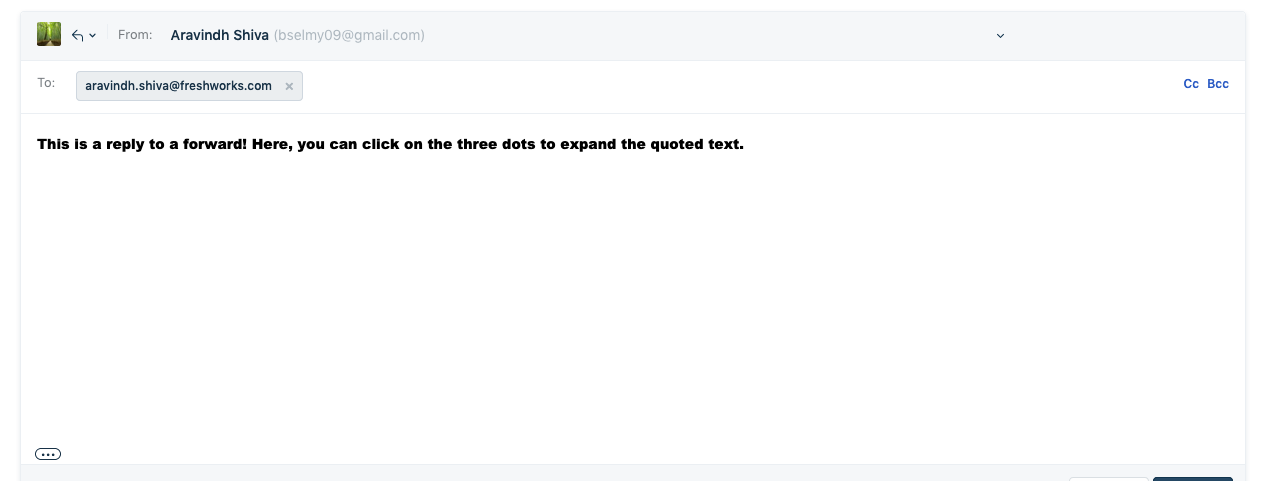 From: Aravindh Shiva (bselmy09@gmail.com)
To: aravindh.shiva@freshworks.com × Cc Bcc
This is a reply to a forward! Here, you can click on the three dots to expand the quoted text.